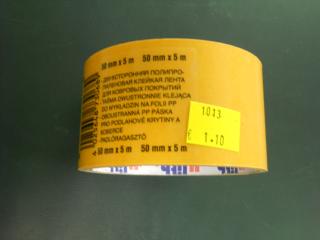 50 mm x 5 m 50 mm x 5 m
- ДВУСТОРОННЯЯ ПОЛИПРО-
ПИЛЕНОВАЯ КЛЕЙКАЯ ЛЕНТА
ДЛЯ КОВРОВЫХ ПОКРЫТИЙ
- TAŚMA DWUSTRONNIE KLEJĄCA
DO WYKŁADZIN NA FOLII PP
- OBOUSTRANNÁ PP PÁSKA
PRO PODLAHOVÉ KRYTINY A
KOBERCE
- PADLÓRAGASZTÓ
50 mm x 5 m 50 mm x 5 m
1013
€ 1.10